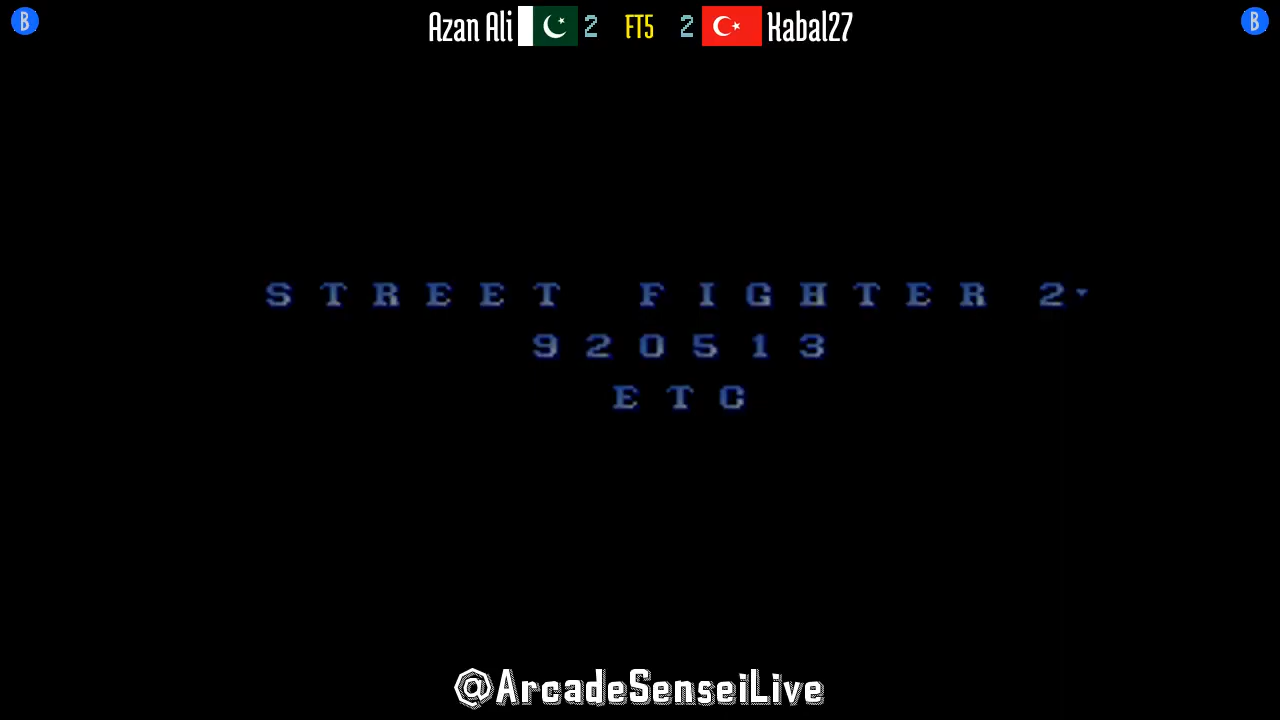 B Azan Ali 2 FT5 2 Kabal27 B
STREET FIGHTER 2'
920513
ETC
@ArcadeSenseiLive